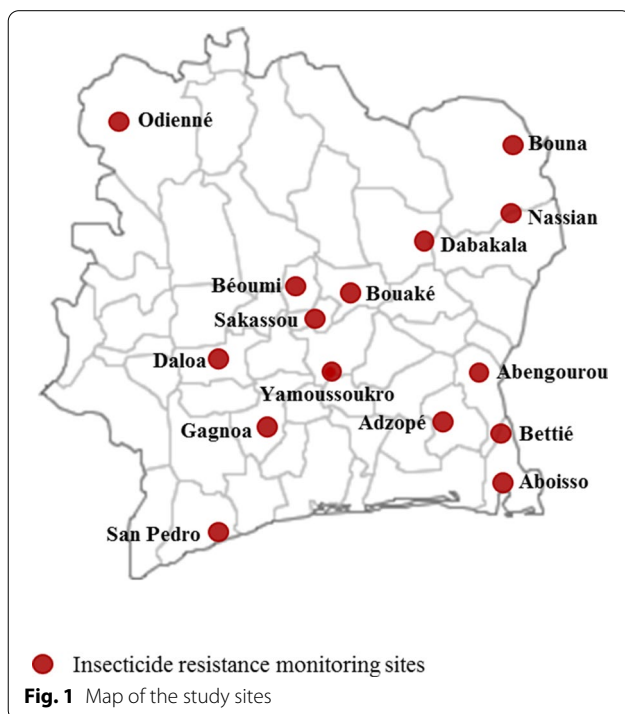 Odienné
Bouna
Nassian
Dabakala
Béoumi
Bouaké
Sakassou
Daloa
Abengourou
Yamoussoukro
Adzopé
Gagnoa
Bettié
Aboisso
San Pedro
Insecticide resistance monitoring sites
Fig. 1 Map of the study sites